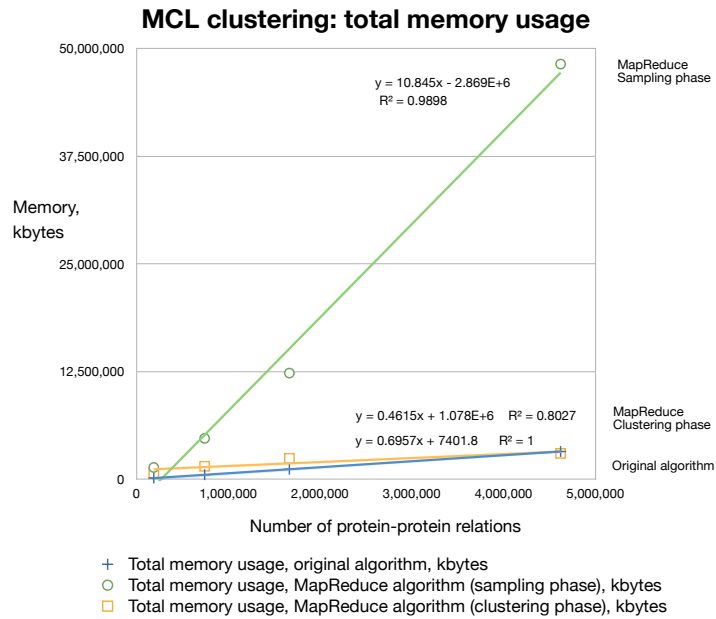 MCL clustering: total memory usage
50,000,000
MapReduce
Sampling phase
y = 10.845x - 2.869E+6
R² = 0.9898
37,500,000
Memory,
kbytes
25,000,000
12,500,000
y = 0.4615x + 1.078E+6 R² = 0.8027
MapReduce
Clustering phase
y = 0.6957x + 7401.8 R² = 1
Original algorithm
0
0 1,000,000 2,000,000 3,000,000 4,000,000 5,000,000
Number of protein-protein relations
Total memory usage, original algorithm, kbytes
Total memory usage, MapReduce algorithm (sampling phase), kbytes
Total memory usage, MapReduce algorithm (clustering phase), kbytes